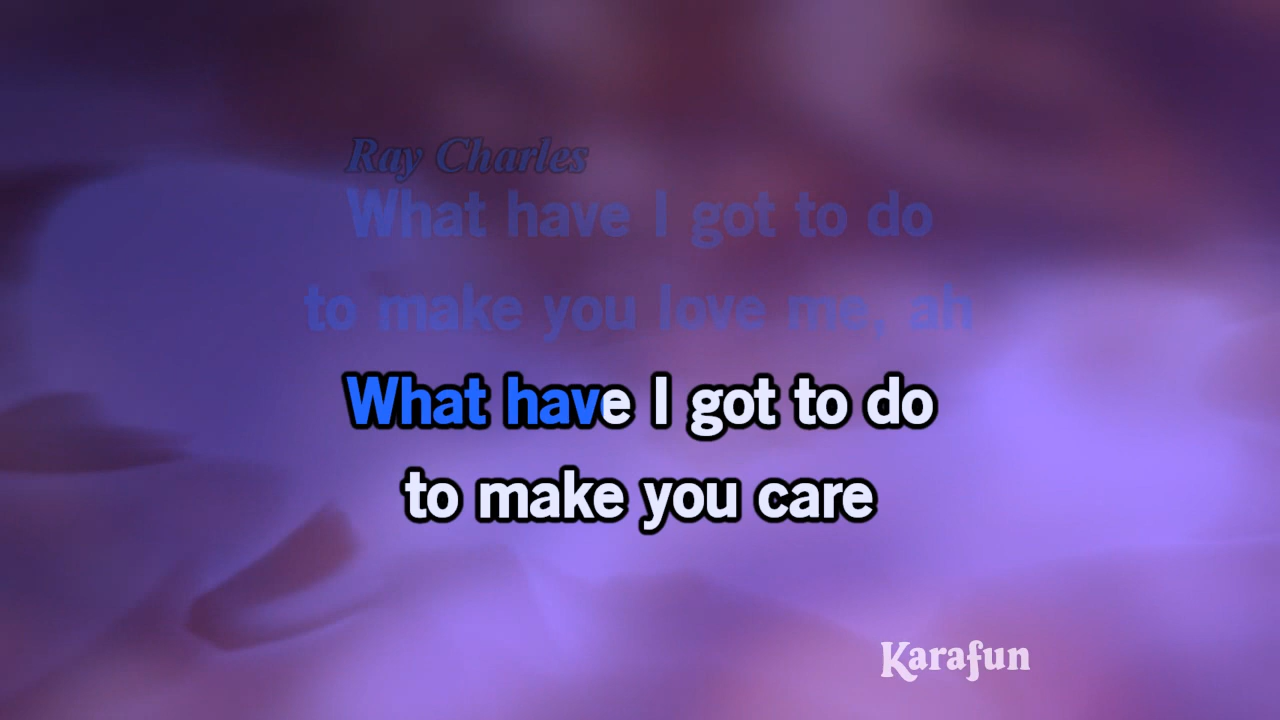 Ray Charles
What have I got to do
to make you love me, ah
What have I got to do
to make you care
Karafun